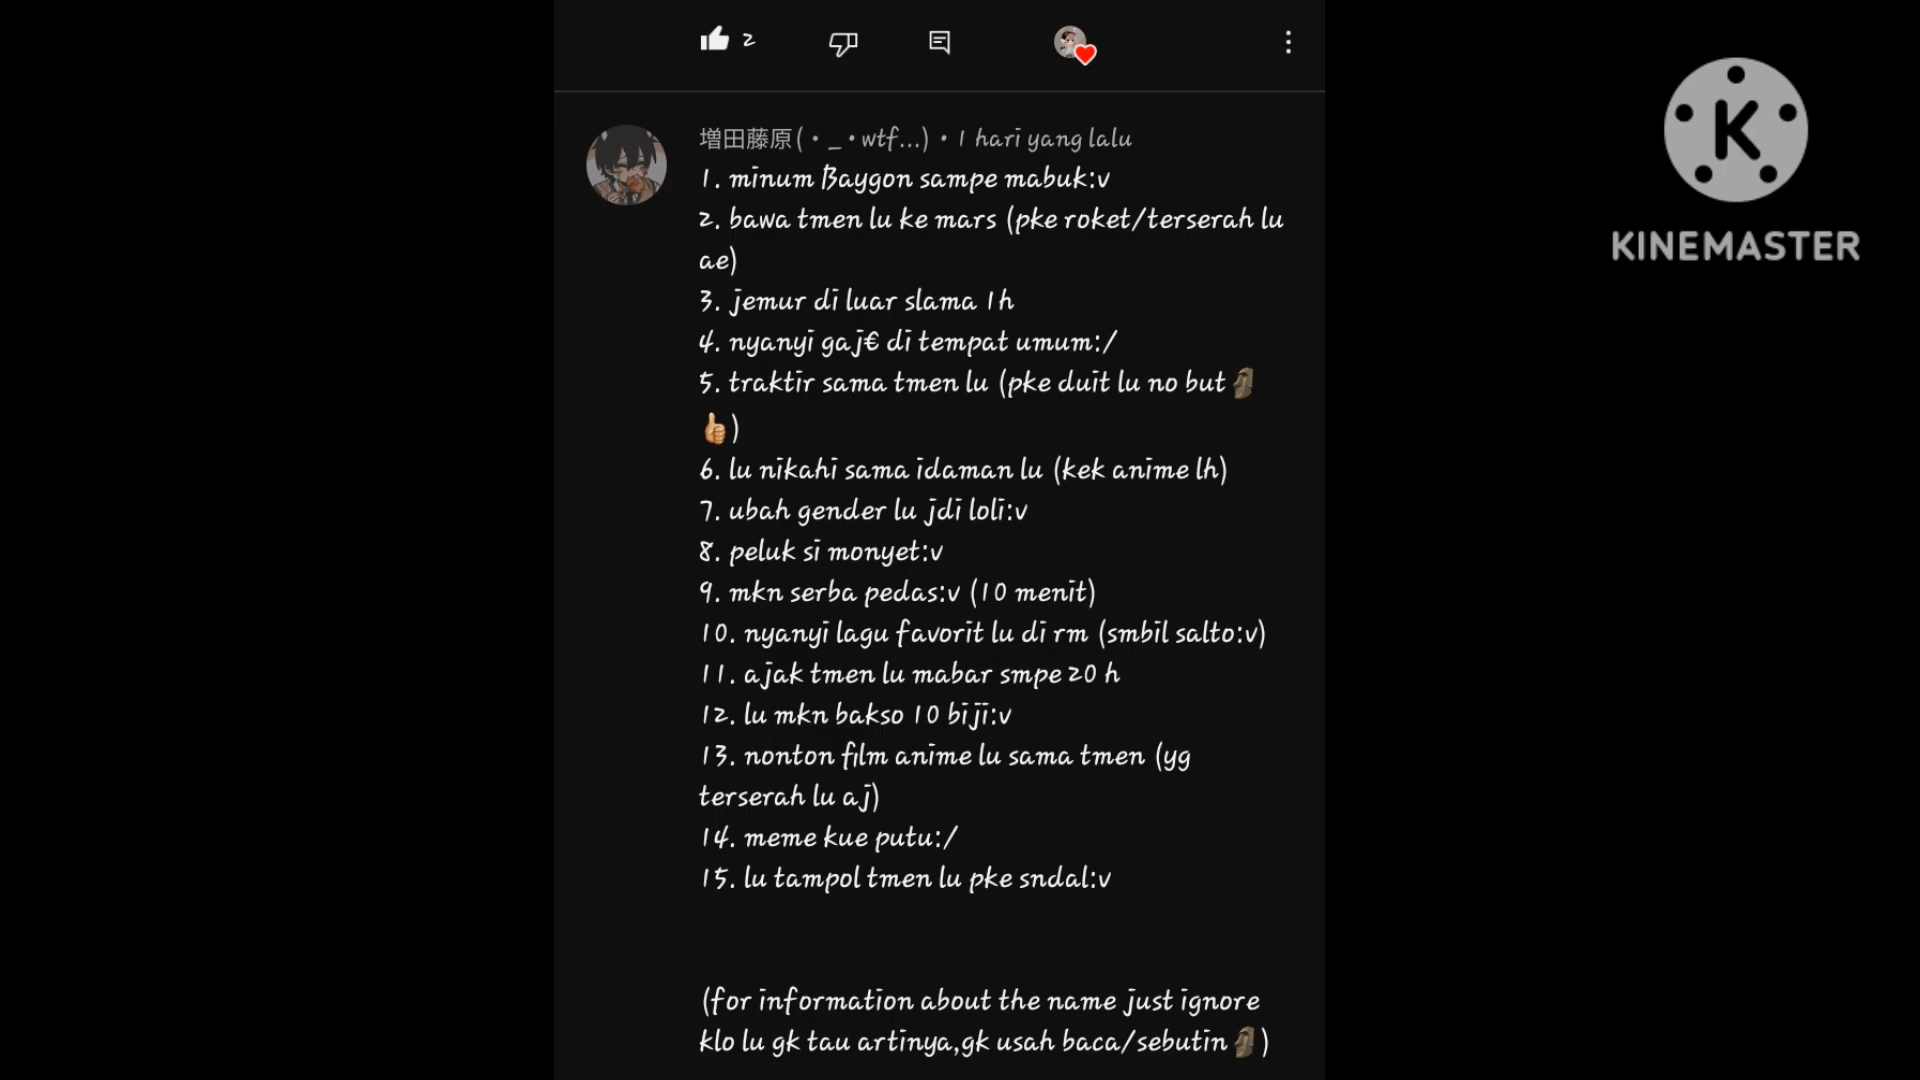 2
増田藤原(・_・wtf...) • 1 hari yang lalu
1. minum Baygon sampe mabuk:v
2. bawa tmen lu ke mars (pke roket/terserah lu
ae)
3. jemur di luar slama 1h
4. nyanyi gaj€ di tempat umum:/
5. traktir sama tmen lu (pke duit lu no but🗿
👍)
6. lu nikahi sama idaman lu (kek anime lh)
7. ubah gender lu jdi loli:v
8. peluk si monyet:v
9. mkn serba pedas:v (10 menit)
10. nyanyi lagu favorit lu di rm (smbil salto:v)
11. ajak tmen lu mabar smpe 20 h
12. lu mkn bakso 10 biji:v
13. nonton film anime lu sama tmen (yg
terserah lu aj)
14. meme kue putu:/
15. lu tampol tmen lu pke sndal:v
(for information about the name just ignore
klo lu gk tau artinya,gk usah baca/sebutin🗿)
K
KINEMASTER